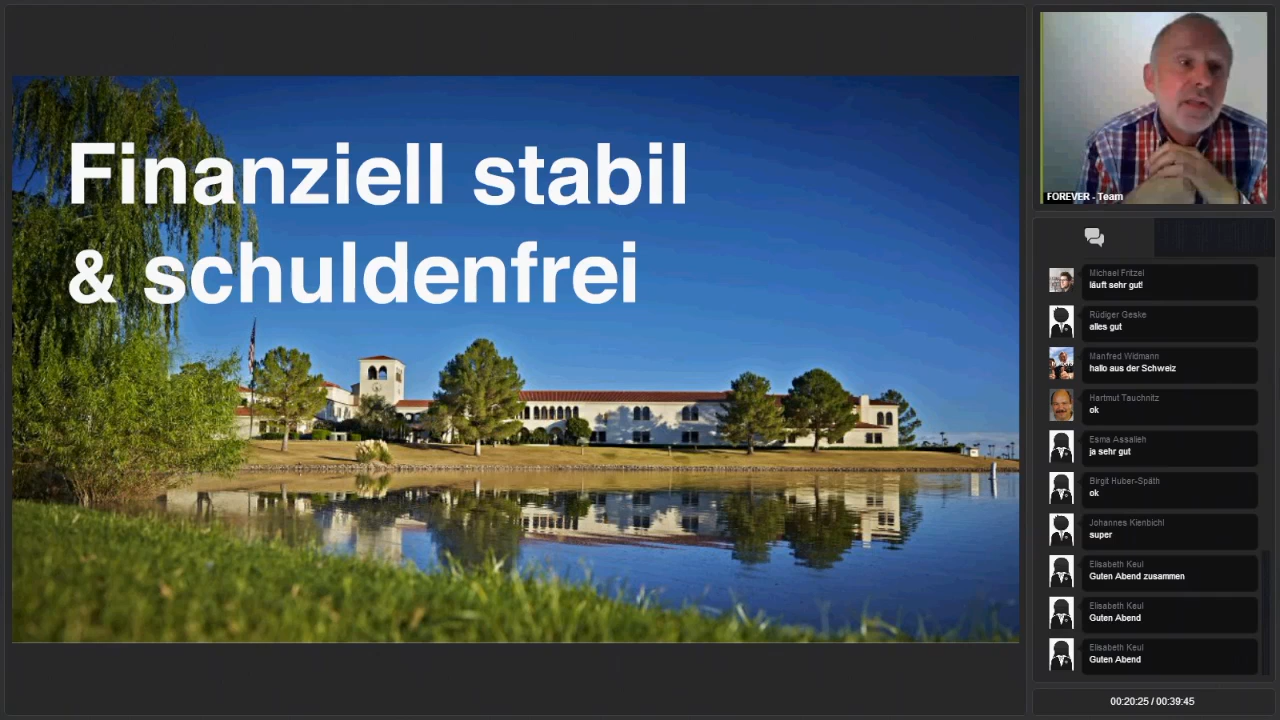 Finanziell stabil
& schuldenfrei
FOREVER - Team
Michael Fritzel
läuft sehr gut!
Rüdiger Geske
alles gut
Manfred Widmann
hallo aus der Schweiz
Hartmut Tauchnitz
ok
Esma Assalieh
ja sehr gut
Birgit Huber-Späth
ok
Johannes Kienbichl
super
Elisabeth Keul
Guten Abend zusammen
Elisabeth Keul
Guten Abend
Elisabeth Keul
Guten Abend
00:20:25 / 00:39:45